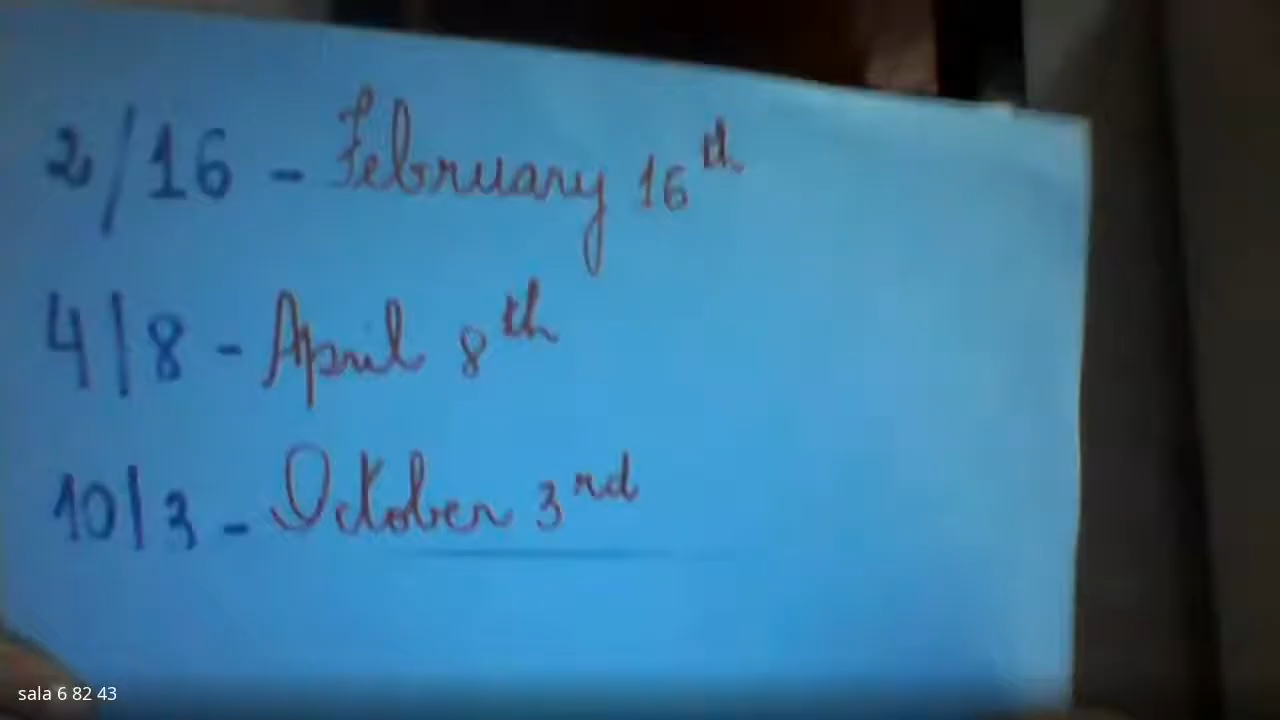 2/16 - February 16th
4/8 - April 8th
10/3 - October 3rd
sala 6 82 43